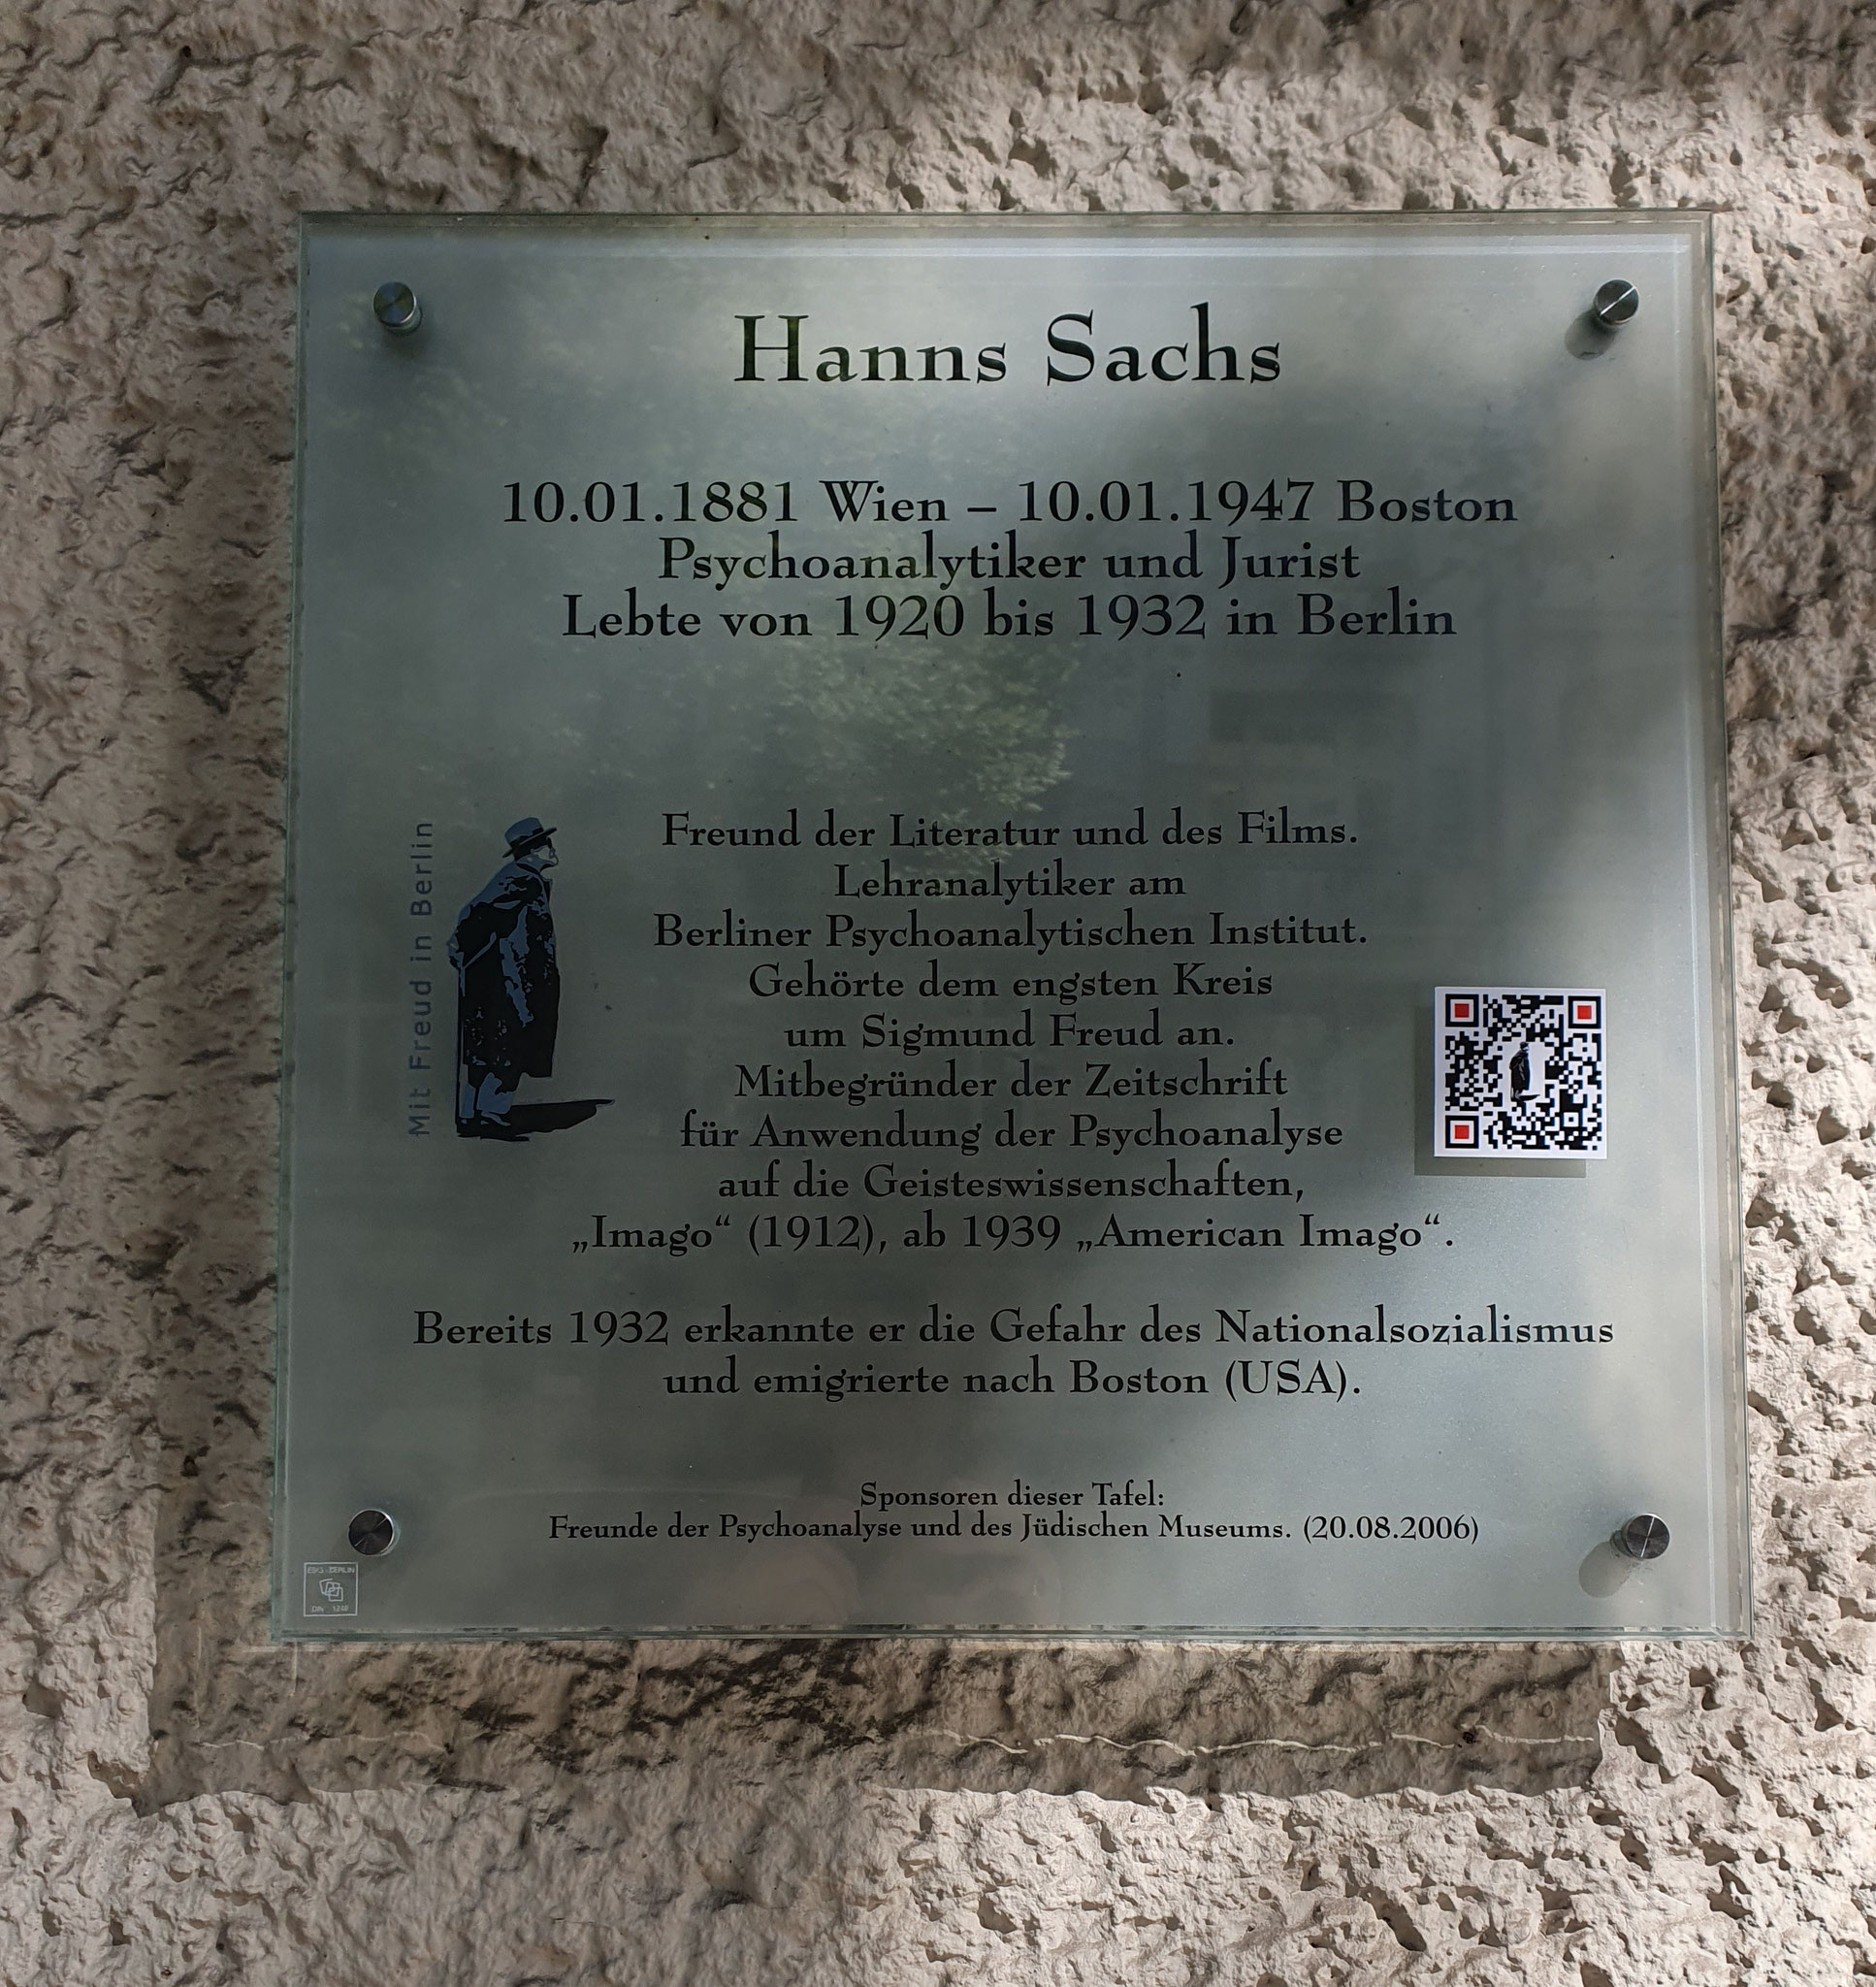 Hanns Sachs
10.01.1881 Wien – 10.01.1947 Boston
Psychoanalytiker und Jurist
Lebte von 1920 bis 1932 in Berlin
Mit Freud in Berlin
Freund der Literatur und des Films.
Lehranalytiker am
Berliner Psychoanalytischen Institut.
Gehörte dem engsten Kreis
um Sigmund Freud an.
Mitbegründer der Zeitschrift
für Anwendung der Psychoanalyse
auf die Geisteswissenschaften,
„Imago“ (1912), ab 1939 „American Imago“.
Bereits 1932 erkannte er die Gefahr des Nationalsozialismus
und emigrierte nach Boston (USA).
Sponsoren dieser Tafel:
Freunde der Psychoanalyse und des Jüdischen Museums. (20.08.2006)
BERLIN
DIN